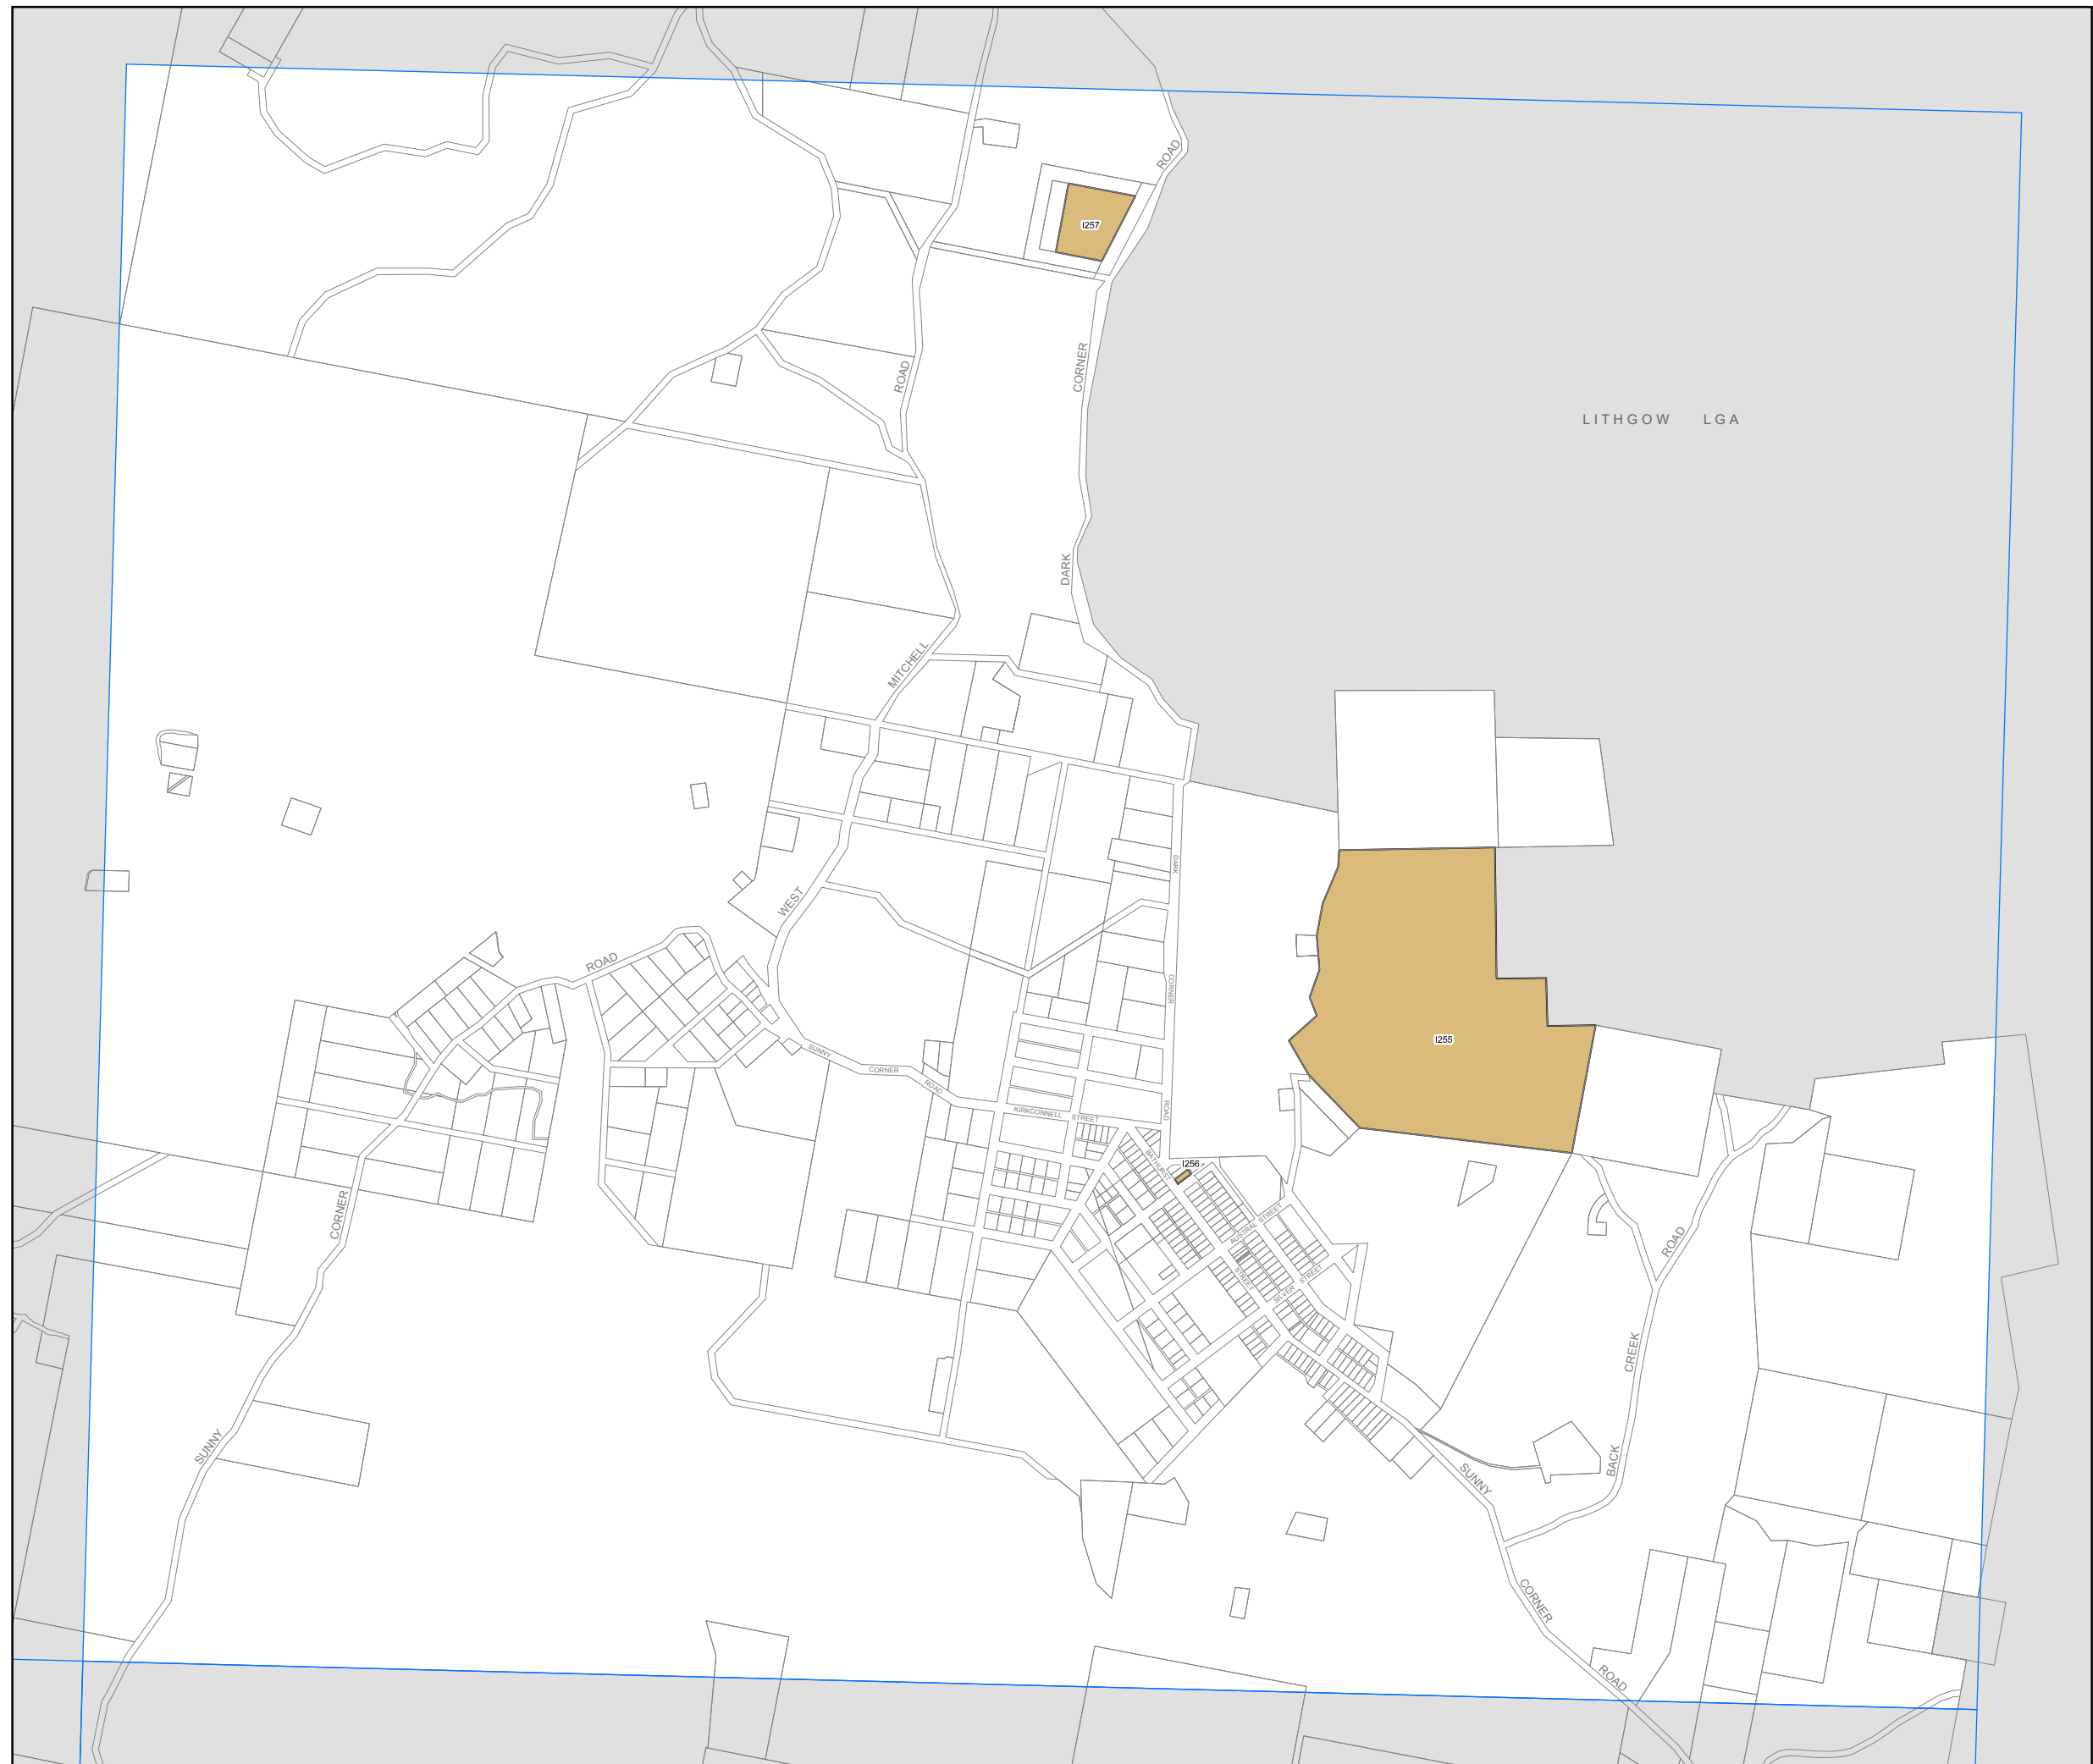 ROAD
I257
CORNER
ROAD
LITHGOW LGA
DARK
MITCHELL
DARK
WEST
ROAD
CORNER
I255
SUNNY
CORNER
ROAD
ROAD
KIRKCONNELL STREET
BATHURST
I256
CORNER
AUSTRAL STREET
ROAD
STREET
SILVER STREET
CREEK
SUNNY
BACK
SUNNY
CORNER
ROAD